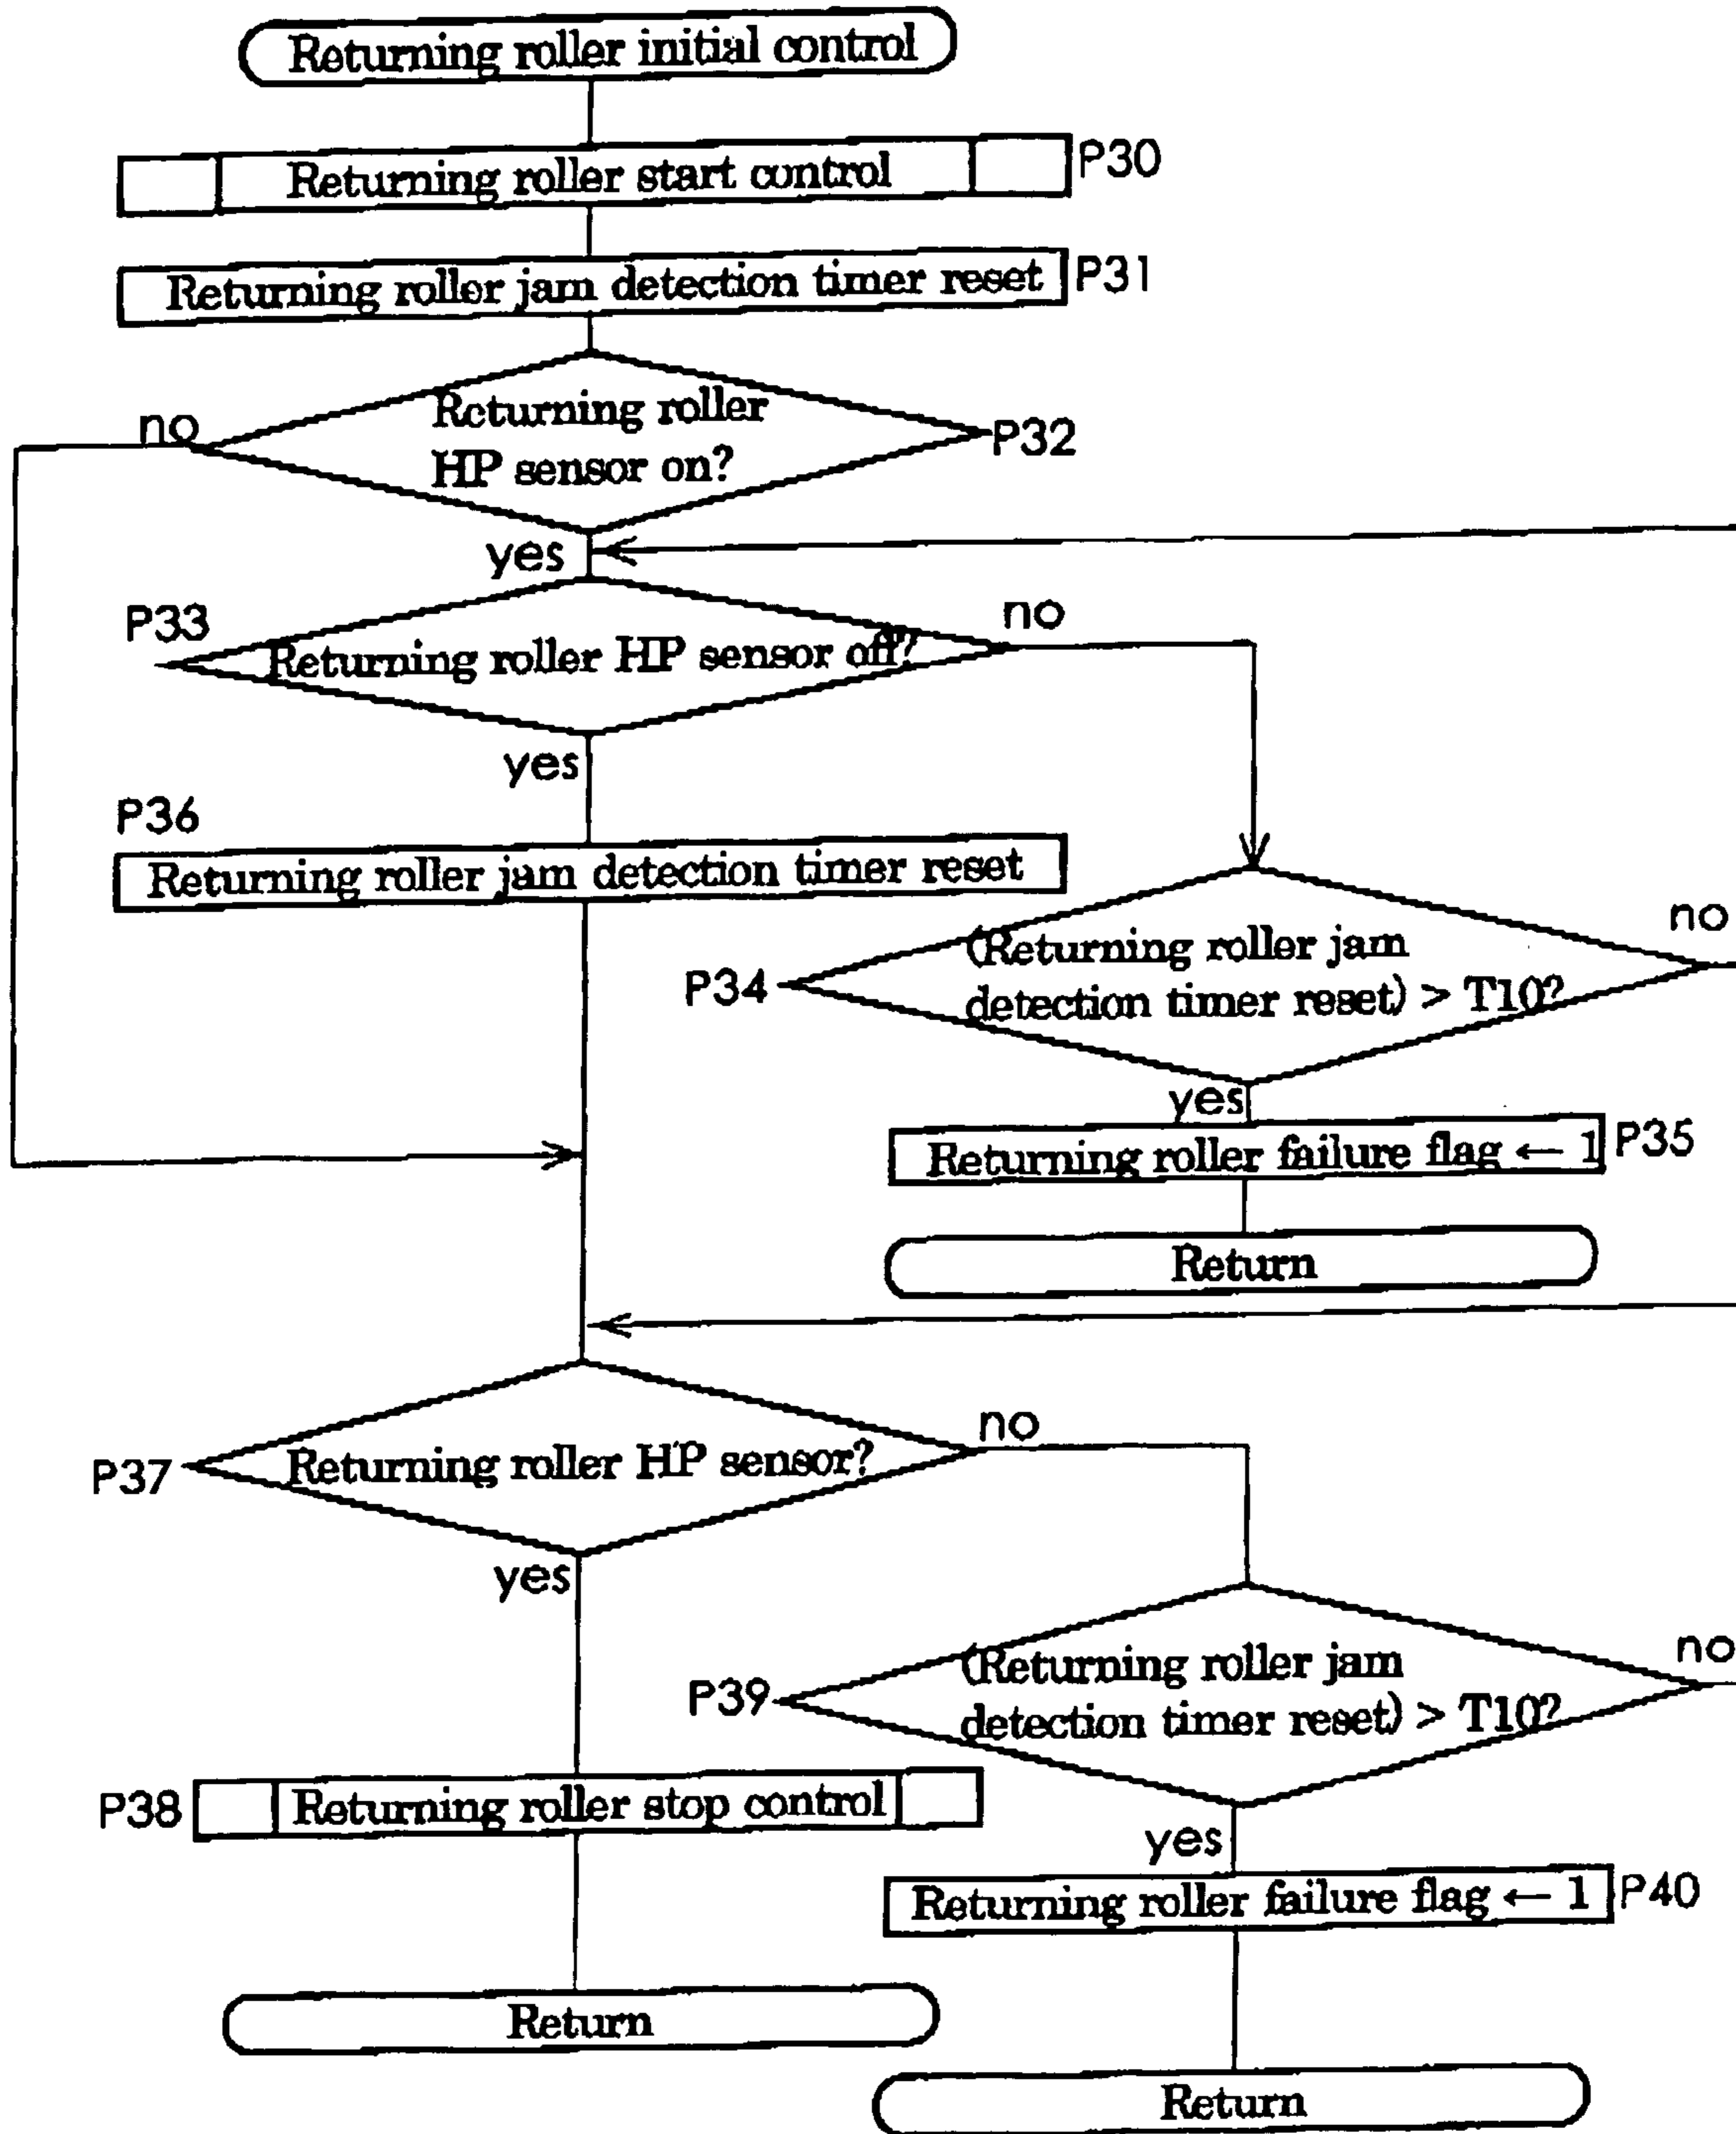 Returning roller initial control
Returning roller start control
P30
Returning roller jam detection timer reset
P31
no
Returning roller
HP sensor on?
P32
yes
P33
Returning roller HP sensor off?
no
yes
P36
Returning roller jam detection timer reset
P34
(Returning roller jam
detection timer reset) > T10?
no
yes
Returning roller failure flag ← 1
P35
Return
P37
Returning roller HP sensor?
no
yes
P39
(Returning roller jam
detection timer reset) > T10?
no
P38
Returning roller stop control
yes
Returning roller failure flag ← 1
P40
Return
Return